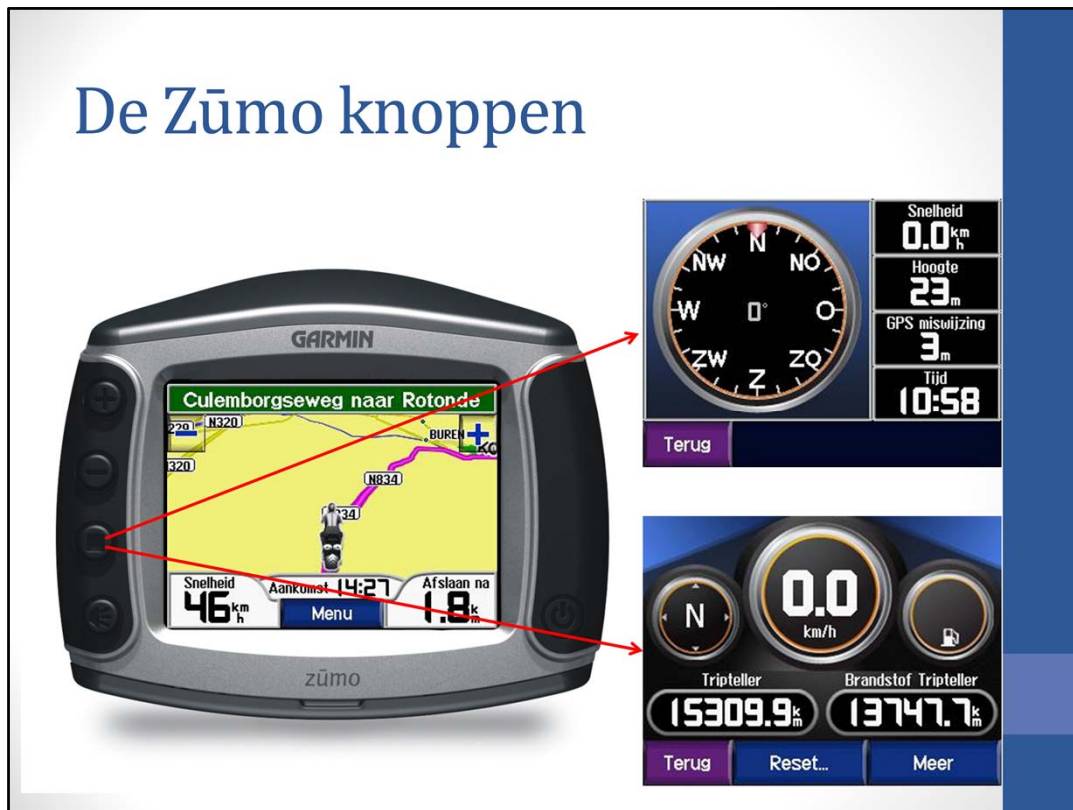 De Zūmo knoppen
GARMIN
Culemborgseweg naar Rotonde
N320
BUREN
N834
Snelheid
46 km/h
Aankomst 14:27
Menu
Afslaan na
1.8 km
zūmo
N
NW NO
W 0° O
ZW ZO
Z
Snelheid
0.0 km/h
Hoogte
23 m
GPS miswijzing
3 m
Tijd
10:58
Terug
N
0.0
km/h
Tripteller
15309.9 km
Brandstof Tripteller
13747.7 km
Terug Reset... Meer